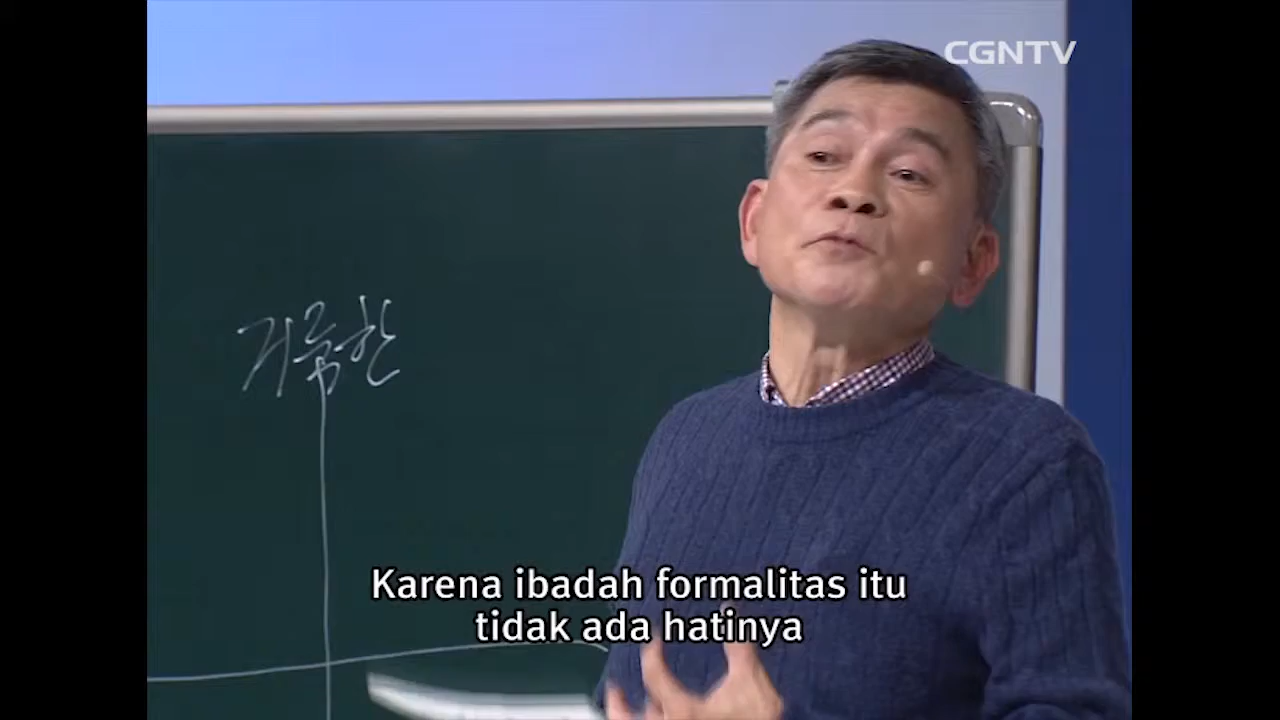 CGNTV
거룩한
Karena ibadah formalitas itu
tidak ada hatinya